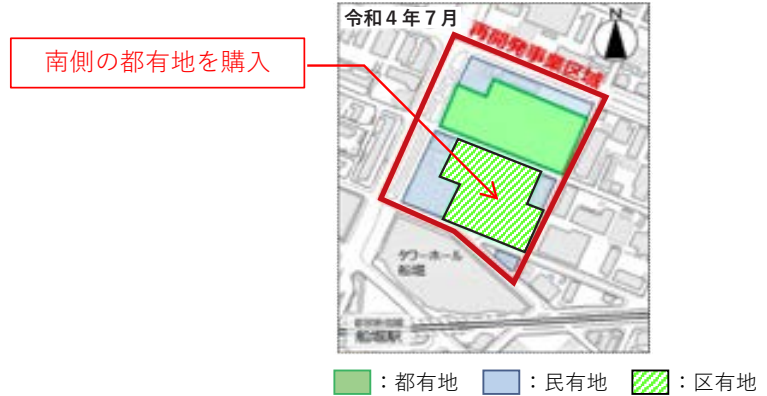 令和4年7月
N
再開発事業区域
南側の都有地を購入
タワーホール
船堀
船堀駅
：都有地
：民有地
：区有地